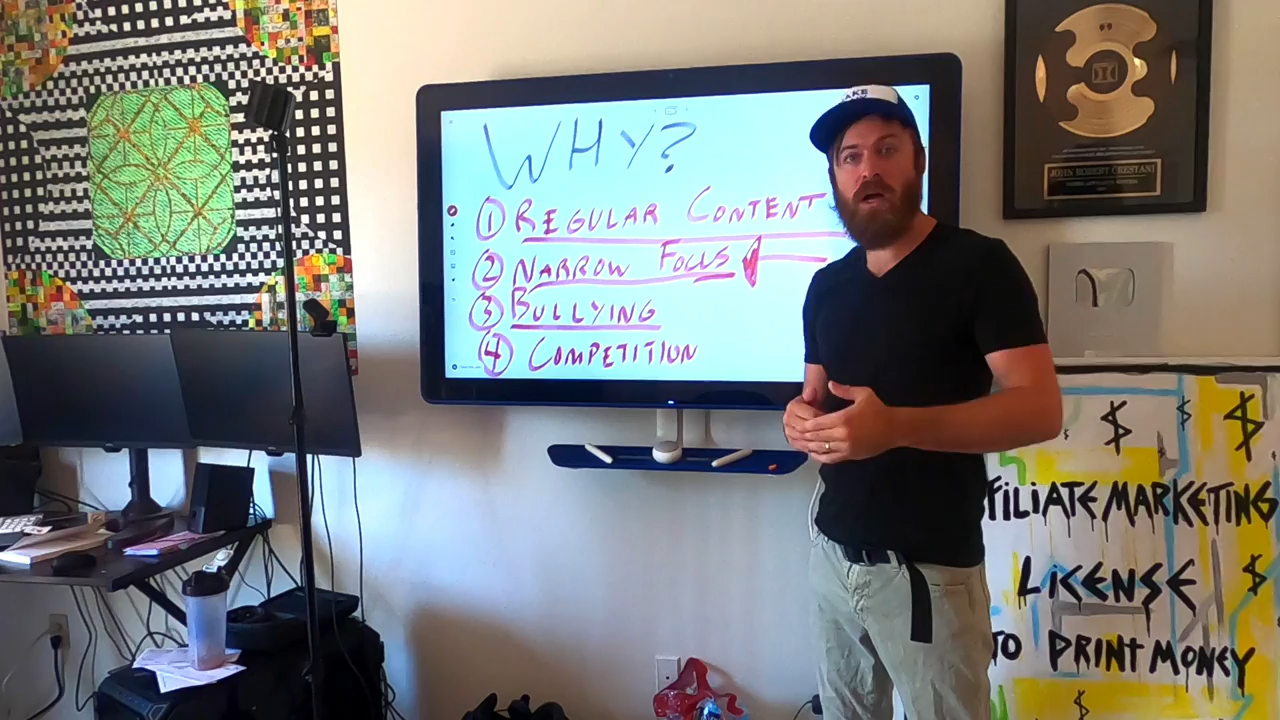 WHY?
① REGULAR CONTENT
② NARROW FOCUS
③ BULLYING
④ COMPETITION
AKE
JOHN ROBERT CRESTANI
FILIATE MARKETING
LICENSE
TO PRINT MONEY
$ $ $
$
$